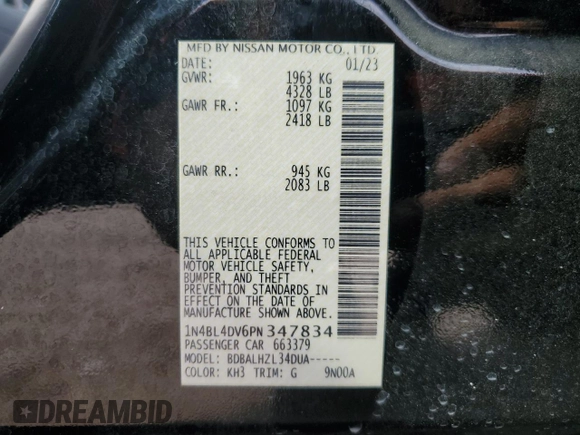 MFD BY NISSAN MOTOR CO., LTD.
DATE: 01/23
GVWR: 1963 KG
4328 LB
GAWR FR.: 1097 KG
2418 LB
GAWR RR.: 945 KG
2083 LB
THIS VEHICLE CONFORMS TO
ALL APPLICABLE FEDERAL
MOTOR VEHICLE SAFETY,
BUMPER, AND THEFT
PREVENTION STANDARDS IN
EFFECT ON THE DATE OF
MANUFACTURE SHOWN ABOVE.
1N4BL4DV6PN347834
PASSENGER CAR 663379
MODEL: BDBALHZL34DUA-----
COLOR: KH3 TRIM: G 9N00A
DREAMBID